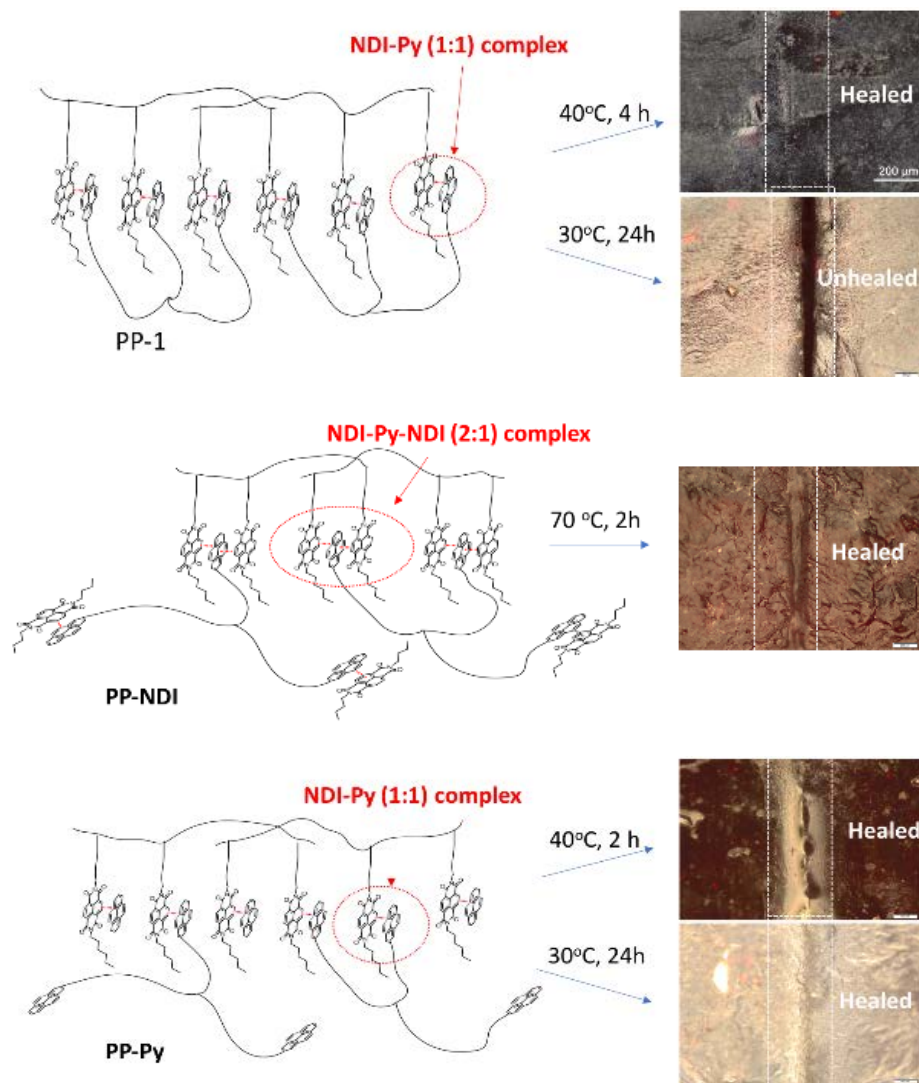 NDI-Py (1:1) complex
40°C, 4 h
Healed
200 µm
30°C, 24h
Unhealed
PP-1
NDI-Py-NDI (2:1) complex
70 °C, 2h
Healed
PP-NDI
NDI-Py (1:1) complex
40°C, 2 h
Healed
30°C, 24h
Healed
PP-Py